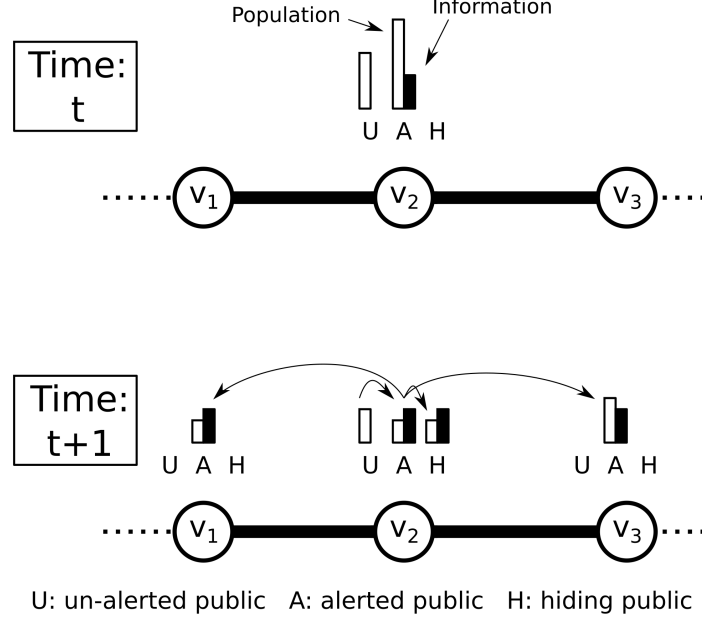 Information
Population
Time:
t
U A H
v1 v2 v3
Time:
t+1
U A H U A H U A H
v1 v2 v3
U: un-alerted public A: alerted public H: hiding public